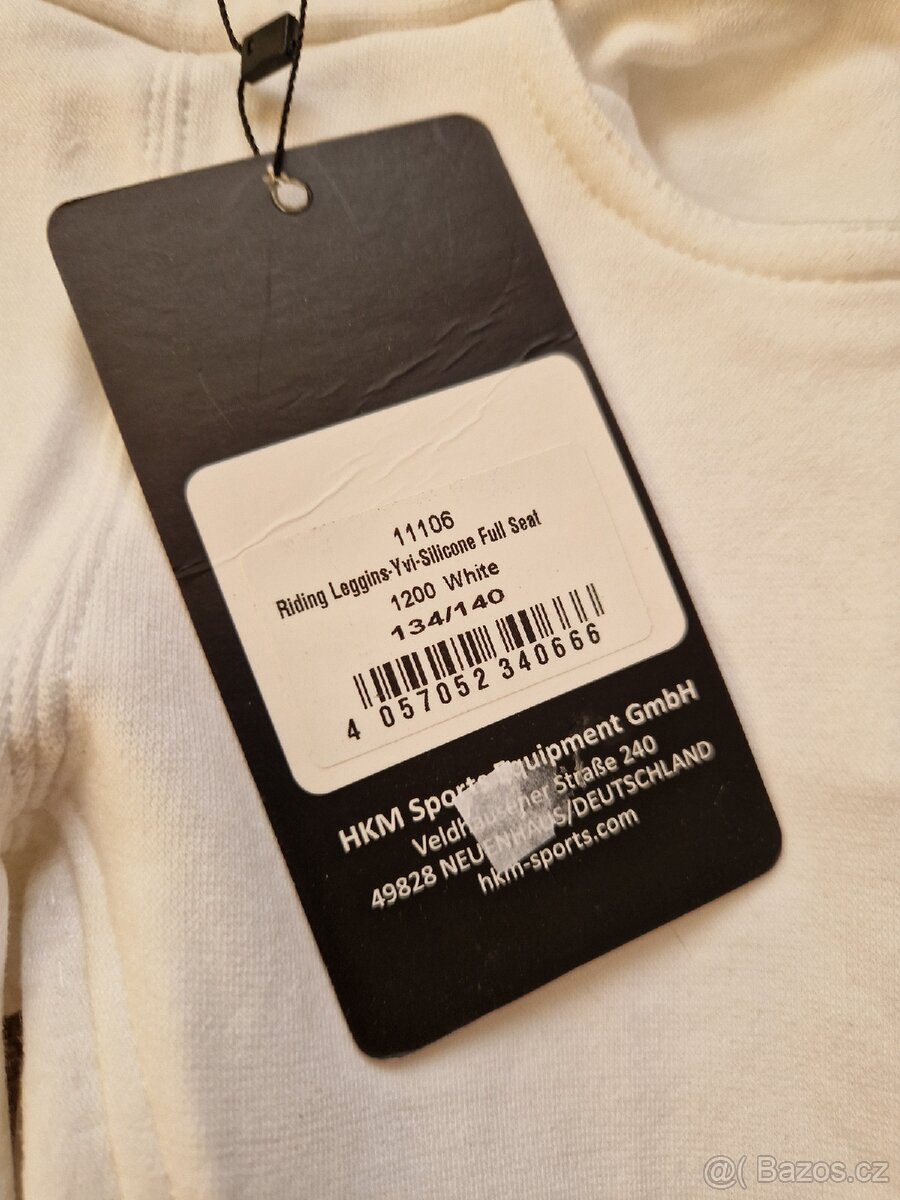 11106
Riding Leggins-Yvi-Silicone Full Seat
1200 White
134/140
4 057052 340666
HKM Sports Equipment GmbH
Veldhausener Straße 240
49828 NEUENHAUS/DEUTSCHLAND
hkm-sports.com
@( Bazos.cz